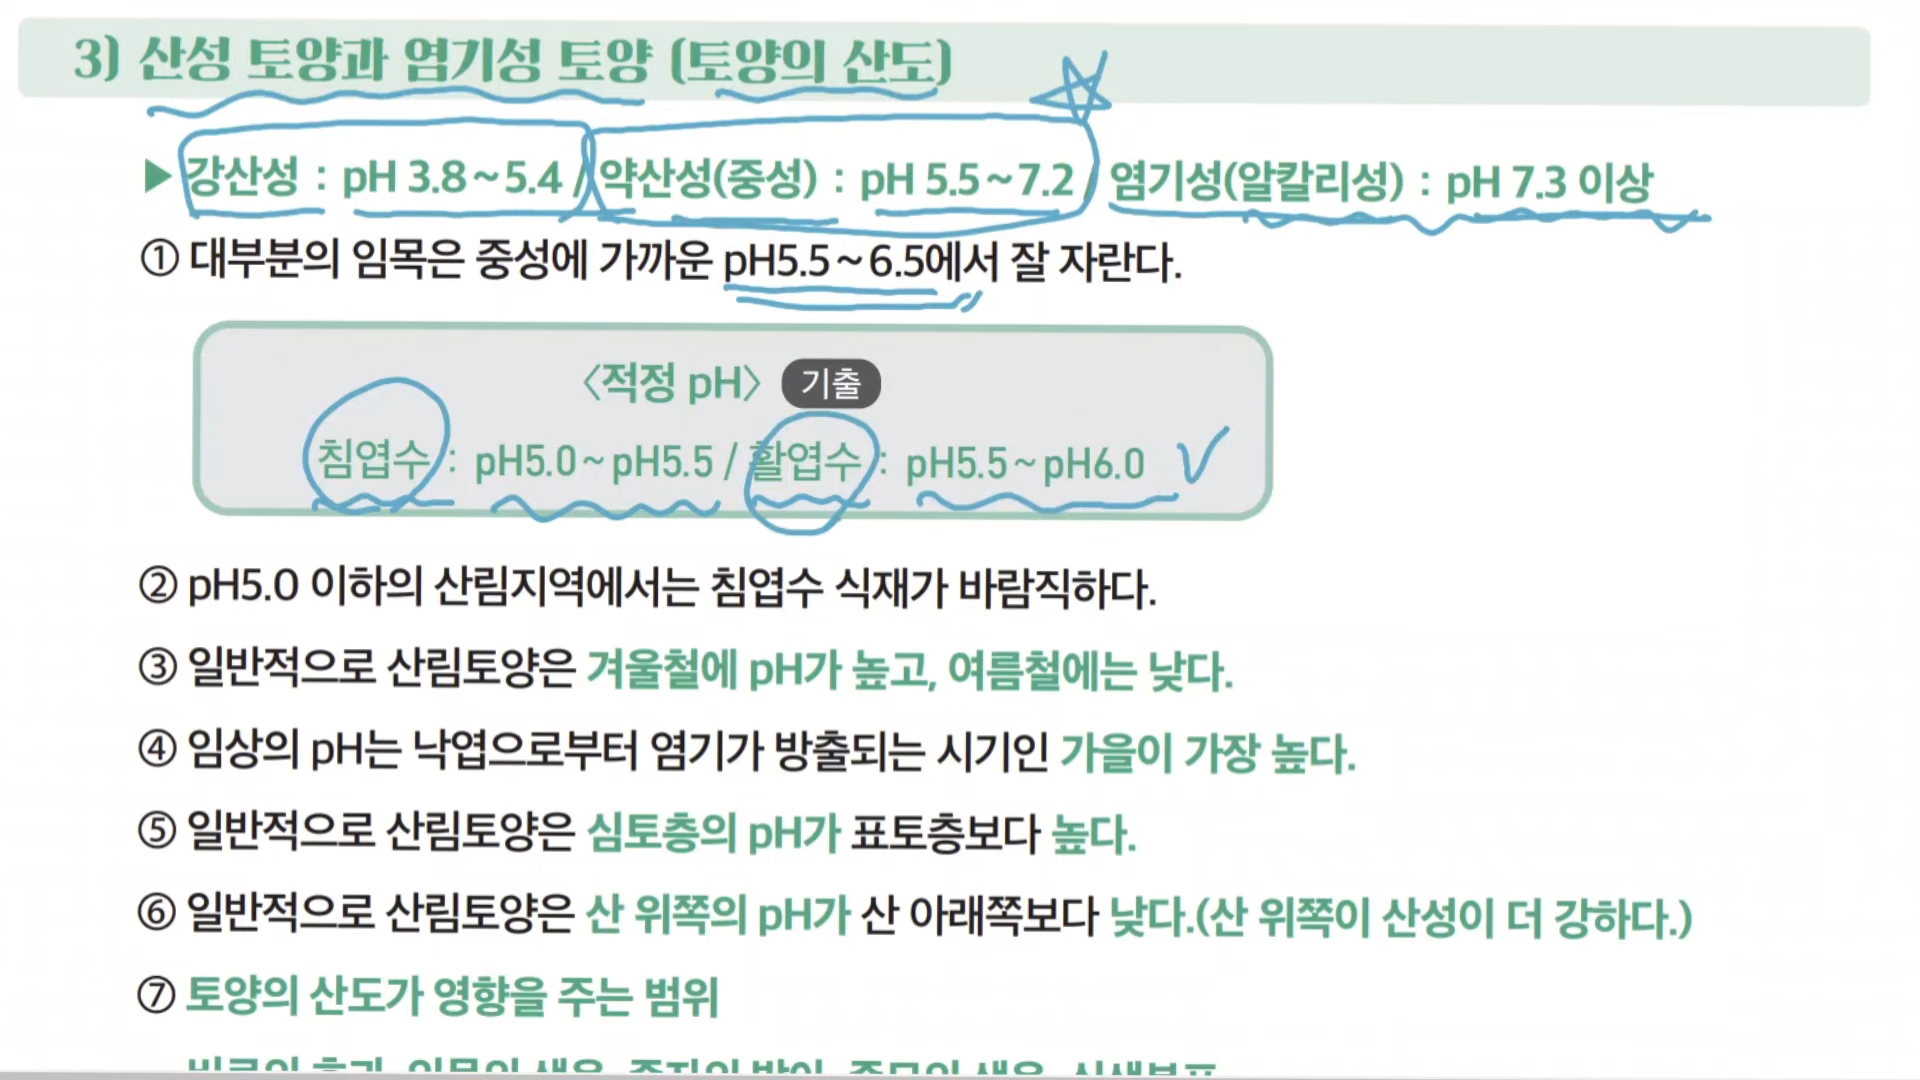 3) 산성 토양과 염기성 토양 (토양의 산도)
▶ 강산성 : pH 3.8~5.4 / 약산성(중성) : pH 5.5~7.2 / 염기성(알칼리성) : pH 7.3 이상
① 대부분의 임목은 중성에 가까운 pH5.5~6.5에서 잘 자란다.
〈적정 pH〉 기출
침엽수 : pH5.0~pH5.5 / 활엽수 : pH5.5~pH6.0
② pH5.0 이하의 산림지역에서는 침엽수 식재가 바람직하다.
③ 일반적으로 산림토양은 겨울철에 pH가 높고, 여름철에는 낮다.
④ 임상의 pH는 낙엽으로부터 염기가 방출되는 시기인 가을이 가장 높다.
⑤ 일반적으로 산림토양은 심토층의 pH가 표토층보다 높다.
⑥ 일반적으로 산림토양은 산 위쪽의 pH가 산 아래쪽보다 낮다.(산 위쪽이 산성이 더 강하다.)
⑦ 토양의 산도가 영향을 주는 범위